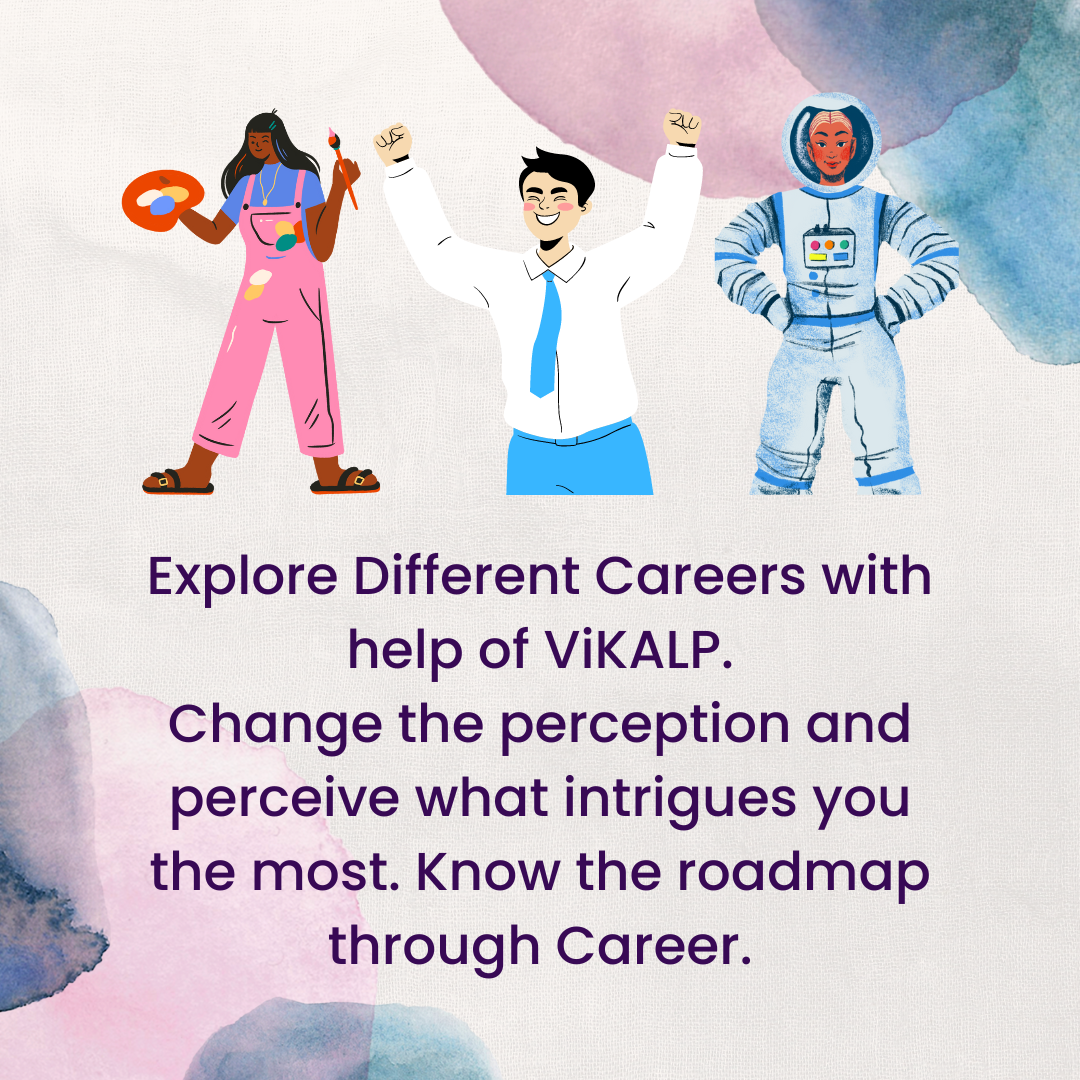 Explore Different Careers with
help of ViKALP.
Change the perception and
perceive what intrigues you
the most. Know the roadmap
through Career.